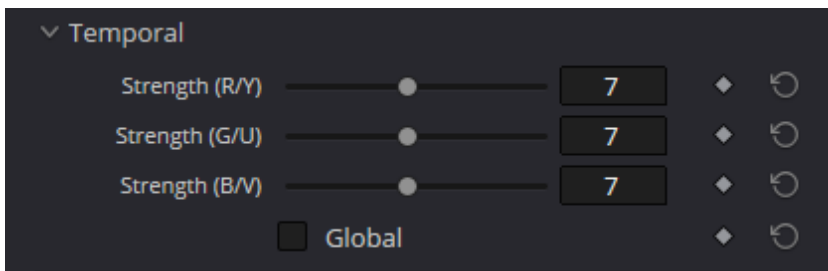 Temporal
Strength (R/Y) 7
Strength (G/U) 7
Strength (B/V) 7
Global